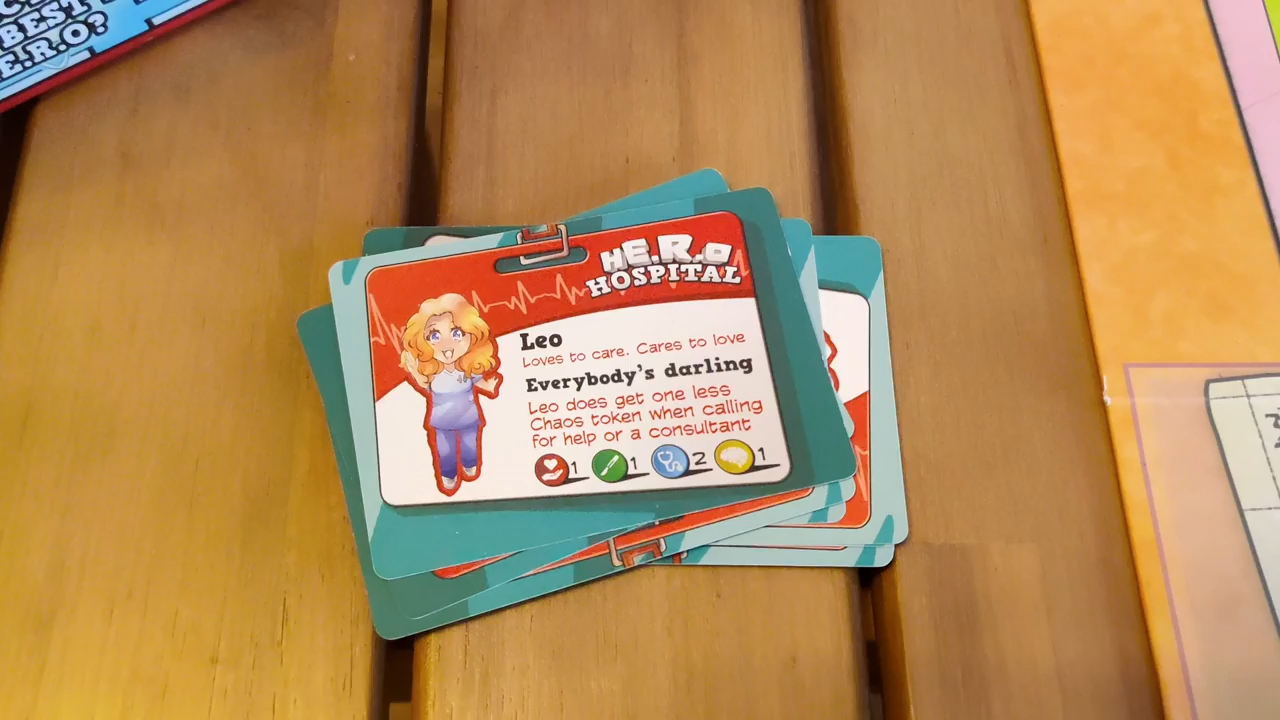 BEST
E.R.O?
HE.R.O
HOSPITAL
Leo
Loves to care. Cares to love
Everybody's darling
Leo does get one less
Chaos token when calling
for help or a consultant
1 1 2 1